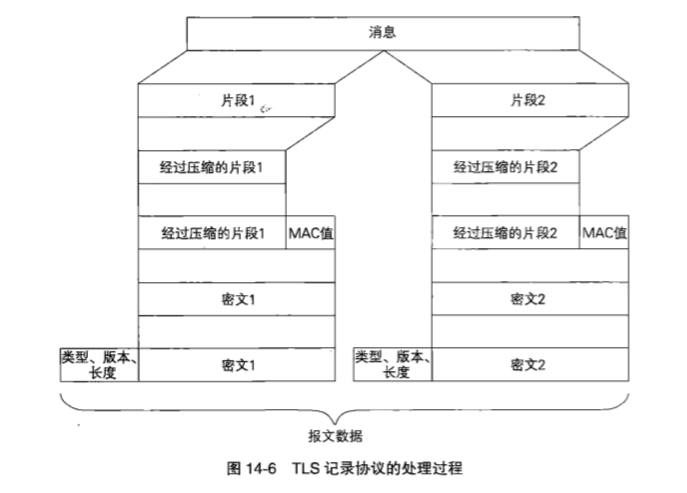 消息
片段1
片段2
经过压缩的片段1
经过压缩的片段2
经过压缩的片段1
MAC值
经过压缩的片段2
MAC值
密文1
密文2
类型、版本、
长度
密文1
类型、版本、
长度
密文2
报文数据
图 14-6 TLS 记录协议的处理过程